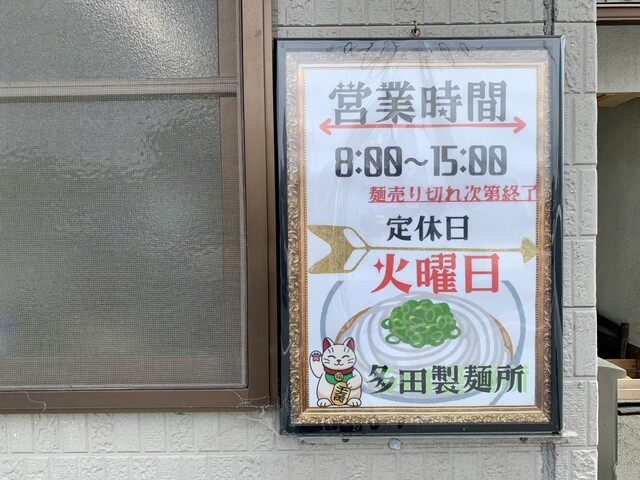 営業時間
8:00～15:00
麺売り切れ次第終了
定休日
火曜日
多田製麺所